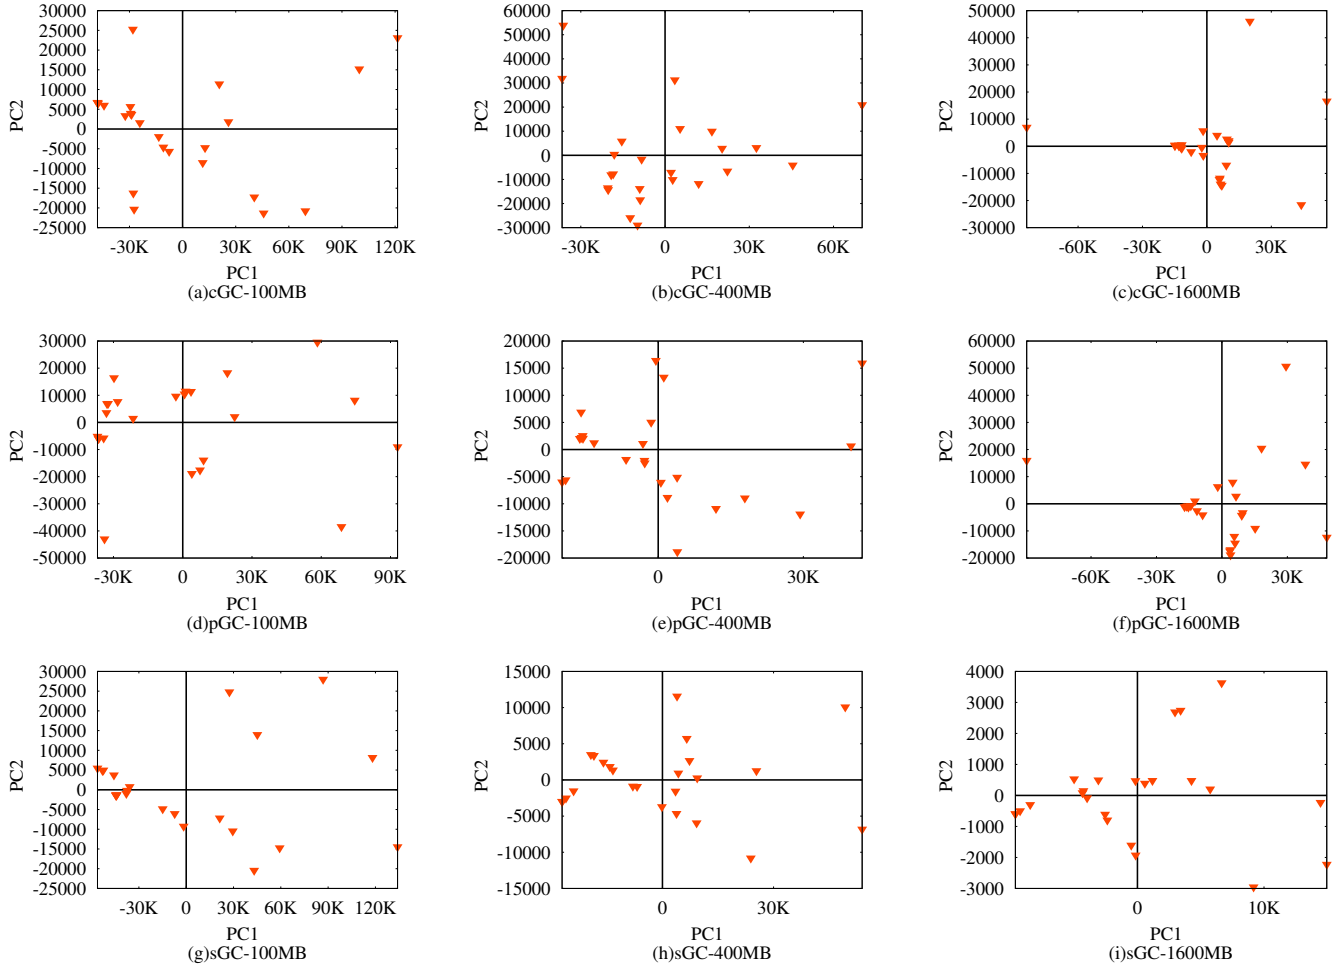 30000
25000
20000
15000
10000
5000
0
-5000
-10000
-15000
-20000
-25000
PC2
-30K 0 30K 60K 90K 120K
PC1
(a)cGC-100MB
60000
50000
40000
30000
20000
10000
0
-10000
-20000
-30000
PC2
-30K 0 30K 60K
PC1
(b)cGC-400MB
50000
40000
30000
20000
10000
0
-10000
-20000
-30000
PC2
-60K -30K 0 30K
PC1
(c)cGC-1600MB
30000
20000
10000
0
-10000
-20000
-30000
-40000
-50000
PC2
-30K 0 30K 60K 90K
PC1
(d)pGC-100MB
20000
15000
10000
5000
0
-5000
-10000
-15000
-20000
PC2
0 30K
PC1
(e)pGC-400MB
60000
50000
40000
30000
20000
10000
0
-10000
-20000
PC2
-60K -30K 0 30K
PC1
(f)pGC-1600MB
30000
25000
20000
15000
10000
5000
0
-5000
-10000
-15000
-20000
-25000
PC2
-30K 0 30K 60K 90K 120K
PC1
(g)sGC-100MB
15000
10000
5000
0
-5000
-10000
-15000
PC2
0 30K
PC1
(h)sGC-400MB
4000
3000
2000
1000
0
-1000
-2000
-3000
PC2
0 10K
PC1
(i)sGC-1600MB